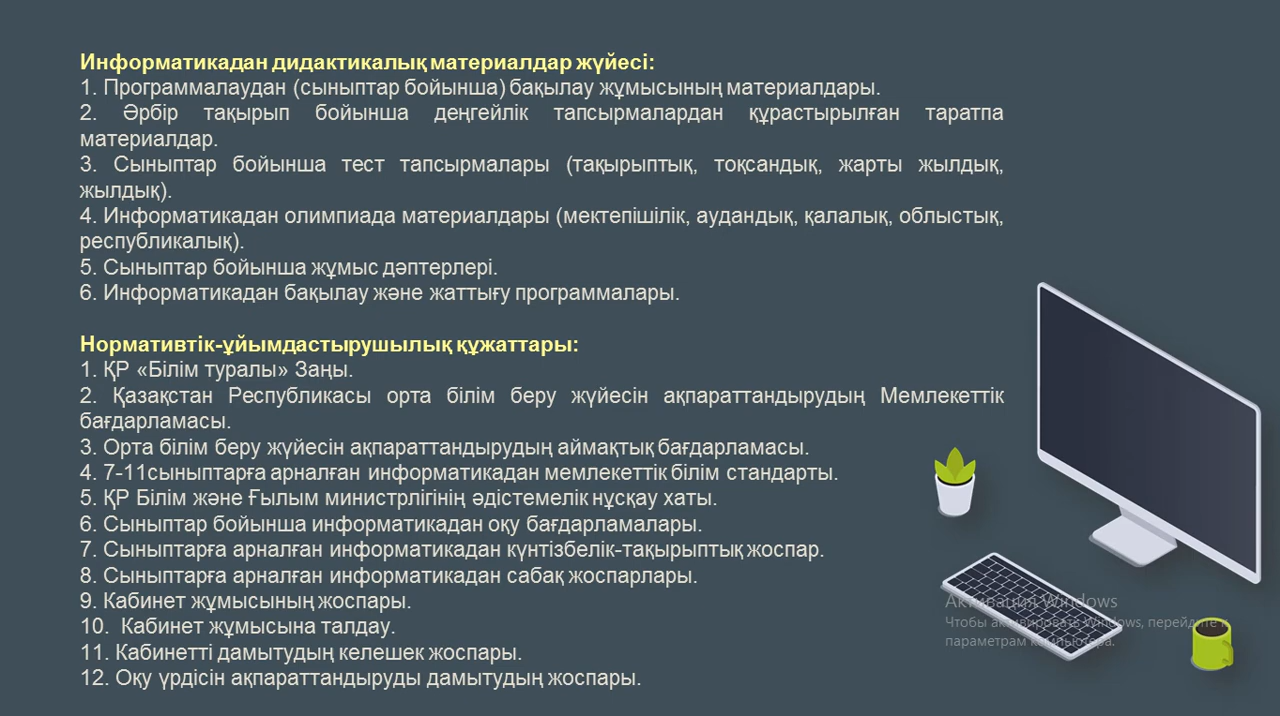 Информатикадан дидактикалық материалдар жүйесі:
1. Программалаудан (сыныптар бойынша) бақылау жұмысының материалдары.
2. Әрбір тақырып бойынша деңгейлік тапсырмалардан құрастырылған таратпа
материалдар.
3. Сыныптар бойынша тест тапсырмалары (тақырыптық, тоқсандық, жарты жылдық,
жылдық).
4. Информатикадан олимпиада материалдары (мектепішілік, аудандық, қалалық, облыстық,
республикалық).
5. Сыныптар бойынша жұмыс дәптерлері.
6. Информатикадан бақылау және жаттығу программалары.
Нормативтік-ұйымдастырушылық құжаттары:
1. ҚР «Білім туралы» Заңы.
2. Қазақстан Республикасы орта білім беру жүйесін ақпараттандырудың Мемлекеттік
бағдарламасы.
3. Орта білім беру жүйесін ақпараттандырудың аймақтық бағдарламасы.
4. 7-11сыныптарға арналған информатикадан мемлекеттік білім стандарты.
5. ҚР Білім және Ғылым министрлігінің әдістемелік нұсқау хаты.
6. Сыныптар бойынша информатикадан оқу бағдарламалары.
7. Сыныптарға арналған информатикадан күнтізбелік-тақырыптық жоспар.
8. Сыныптарға арналған информатикадан сабақ жоспарлары.
9. Кабинет жұмысының жоспары.
10. Кабинет жұмысына талдау.
11. Кабинетті дамытудың келешек жоспары.
12. Оқу үрдісін ақпараттандыруды дамытудың жоспары.
Активация Windows
Чтобы активировать Windows, перейдите к
параметрам компьютера.